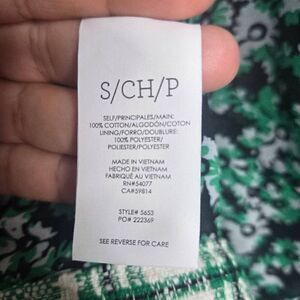 S/CH/P
SELF/PRINCIPALES/MAIN:
100% COTTON/ALGODÓN/COTON
LINING/FORRO/DOUBLURE:
100% POLYESTER/
POLIESTER/POLYESTER
MADE IN VIETNAM
HECHO EN VIETNAM
FABRIQUÉ AU VIETNAM
RN#54077
CA#59814
STYLE# 5653
PO# 222369
SEE REVERSE FOR CARE